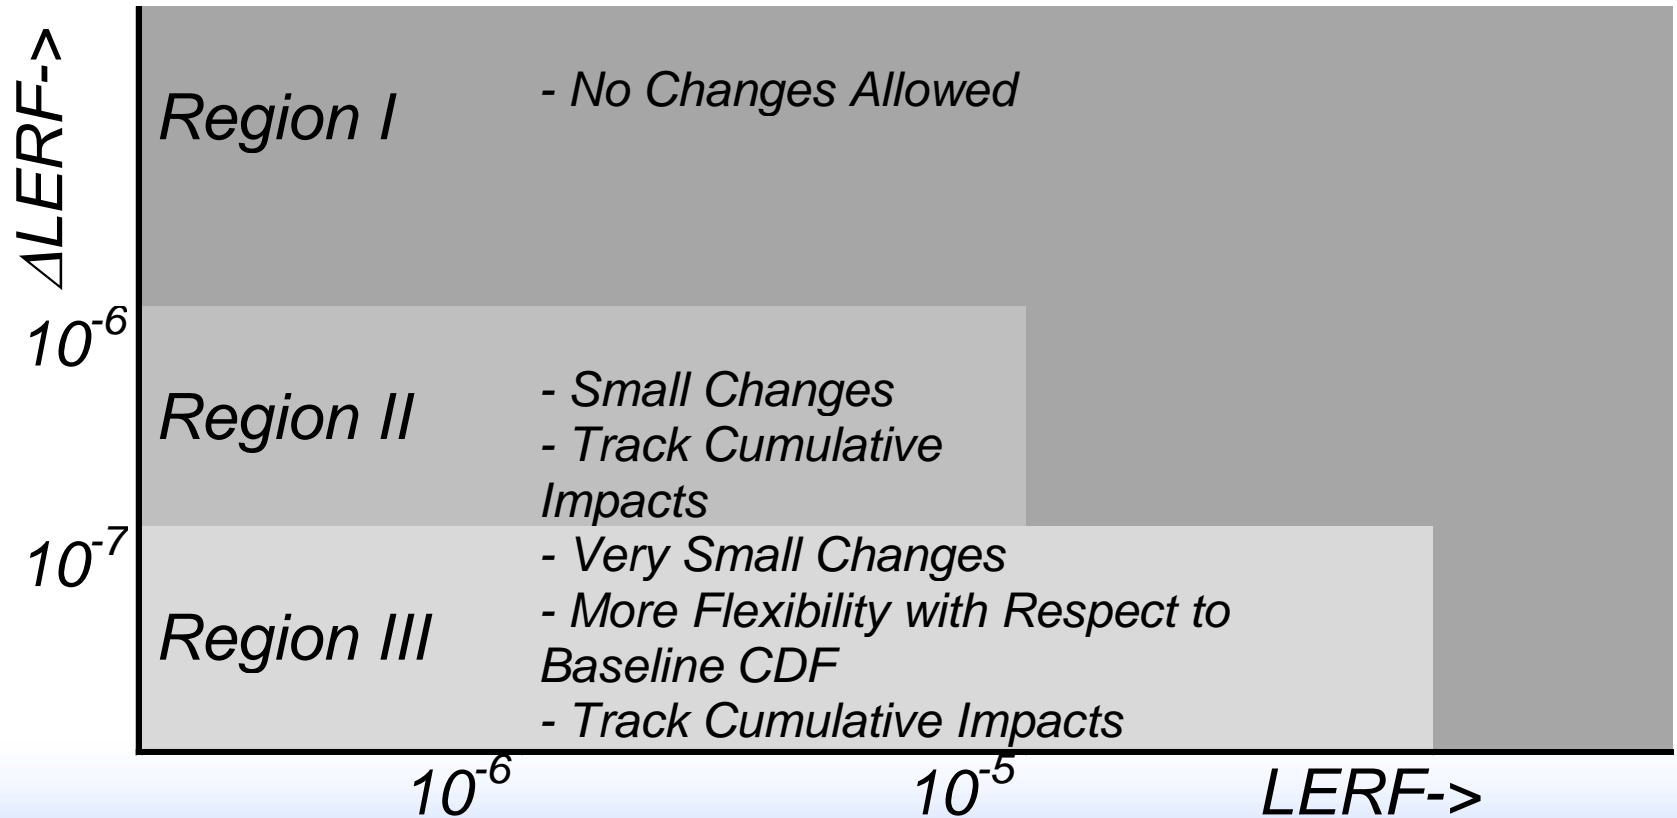 ΔLERF->
Region I
- No Changes Allowed
10^-6
Region II
- Small Changes
- Track Cumulative
Impacts
10^-7
Region III
- Very Small Changes
- More Flexibility with Respect to
Baseline CDF
- Track Cumulative Impacts
10^-6
10^-5
LERF->